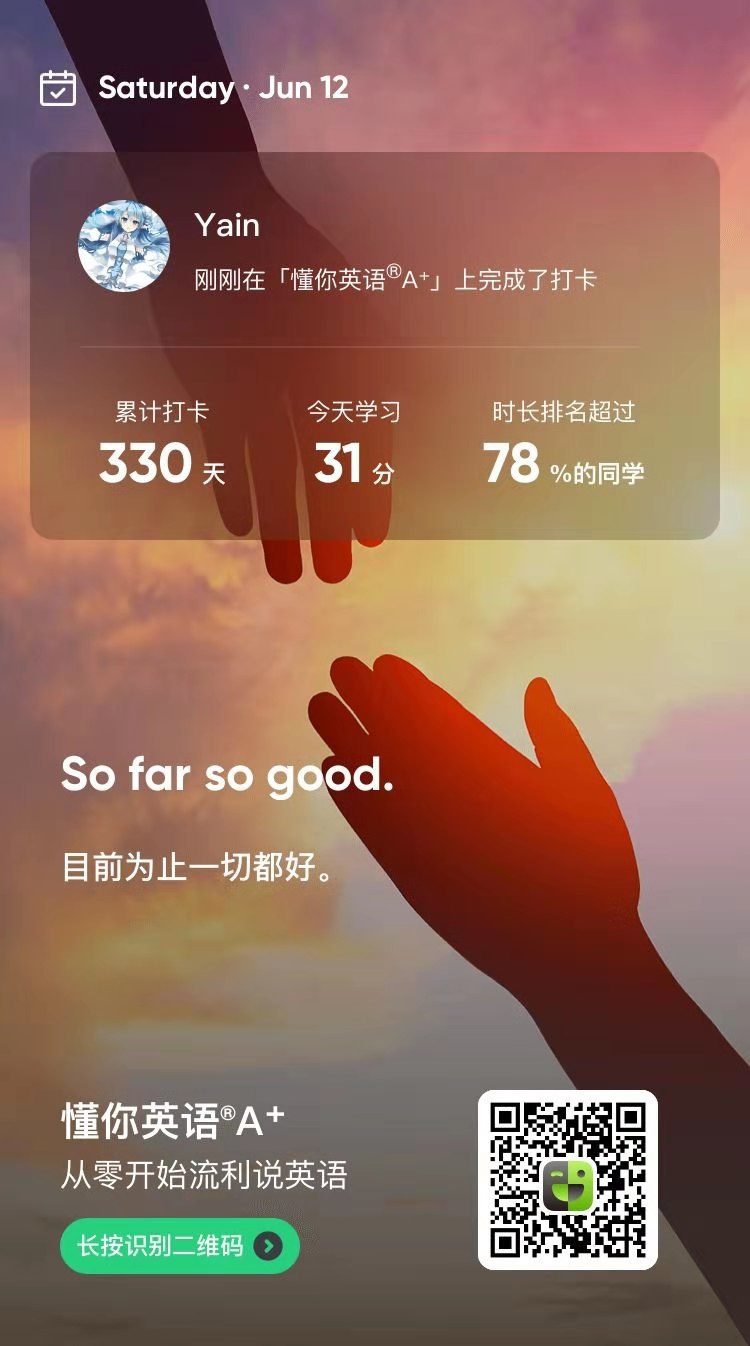 Saturday · Jun 12
Yain
刚刚在「懂你英语®A⁺」上完成了打卡
累计打卡 今天学习 时长排名超过
330 天 31 分 78 %的同学
So far so good.
目前为止一切都好。
懂你英语®A⁺
从零开始流利说英语
长按识别二维码